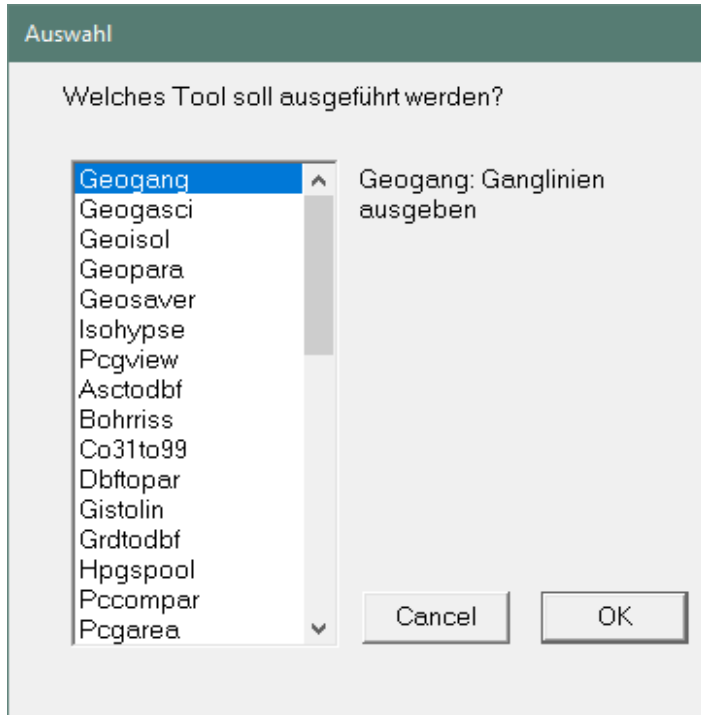 Auswahl
Welches Tool soll ausgeführt werden?
Geogang
Geogasci
Geoisol
Geopara
Geosaver
Isohypse
Pcgview
Asctodbf
Bohrriss
Co31to99
Dbftopar
Gistolin
Grdtodbf
Hpgspool
Pccompar
Pcgarea
Geogang: Ganglinien
ausgeben
Cancel
OK